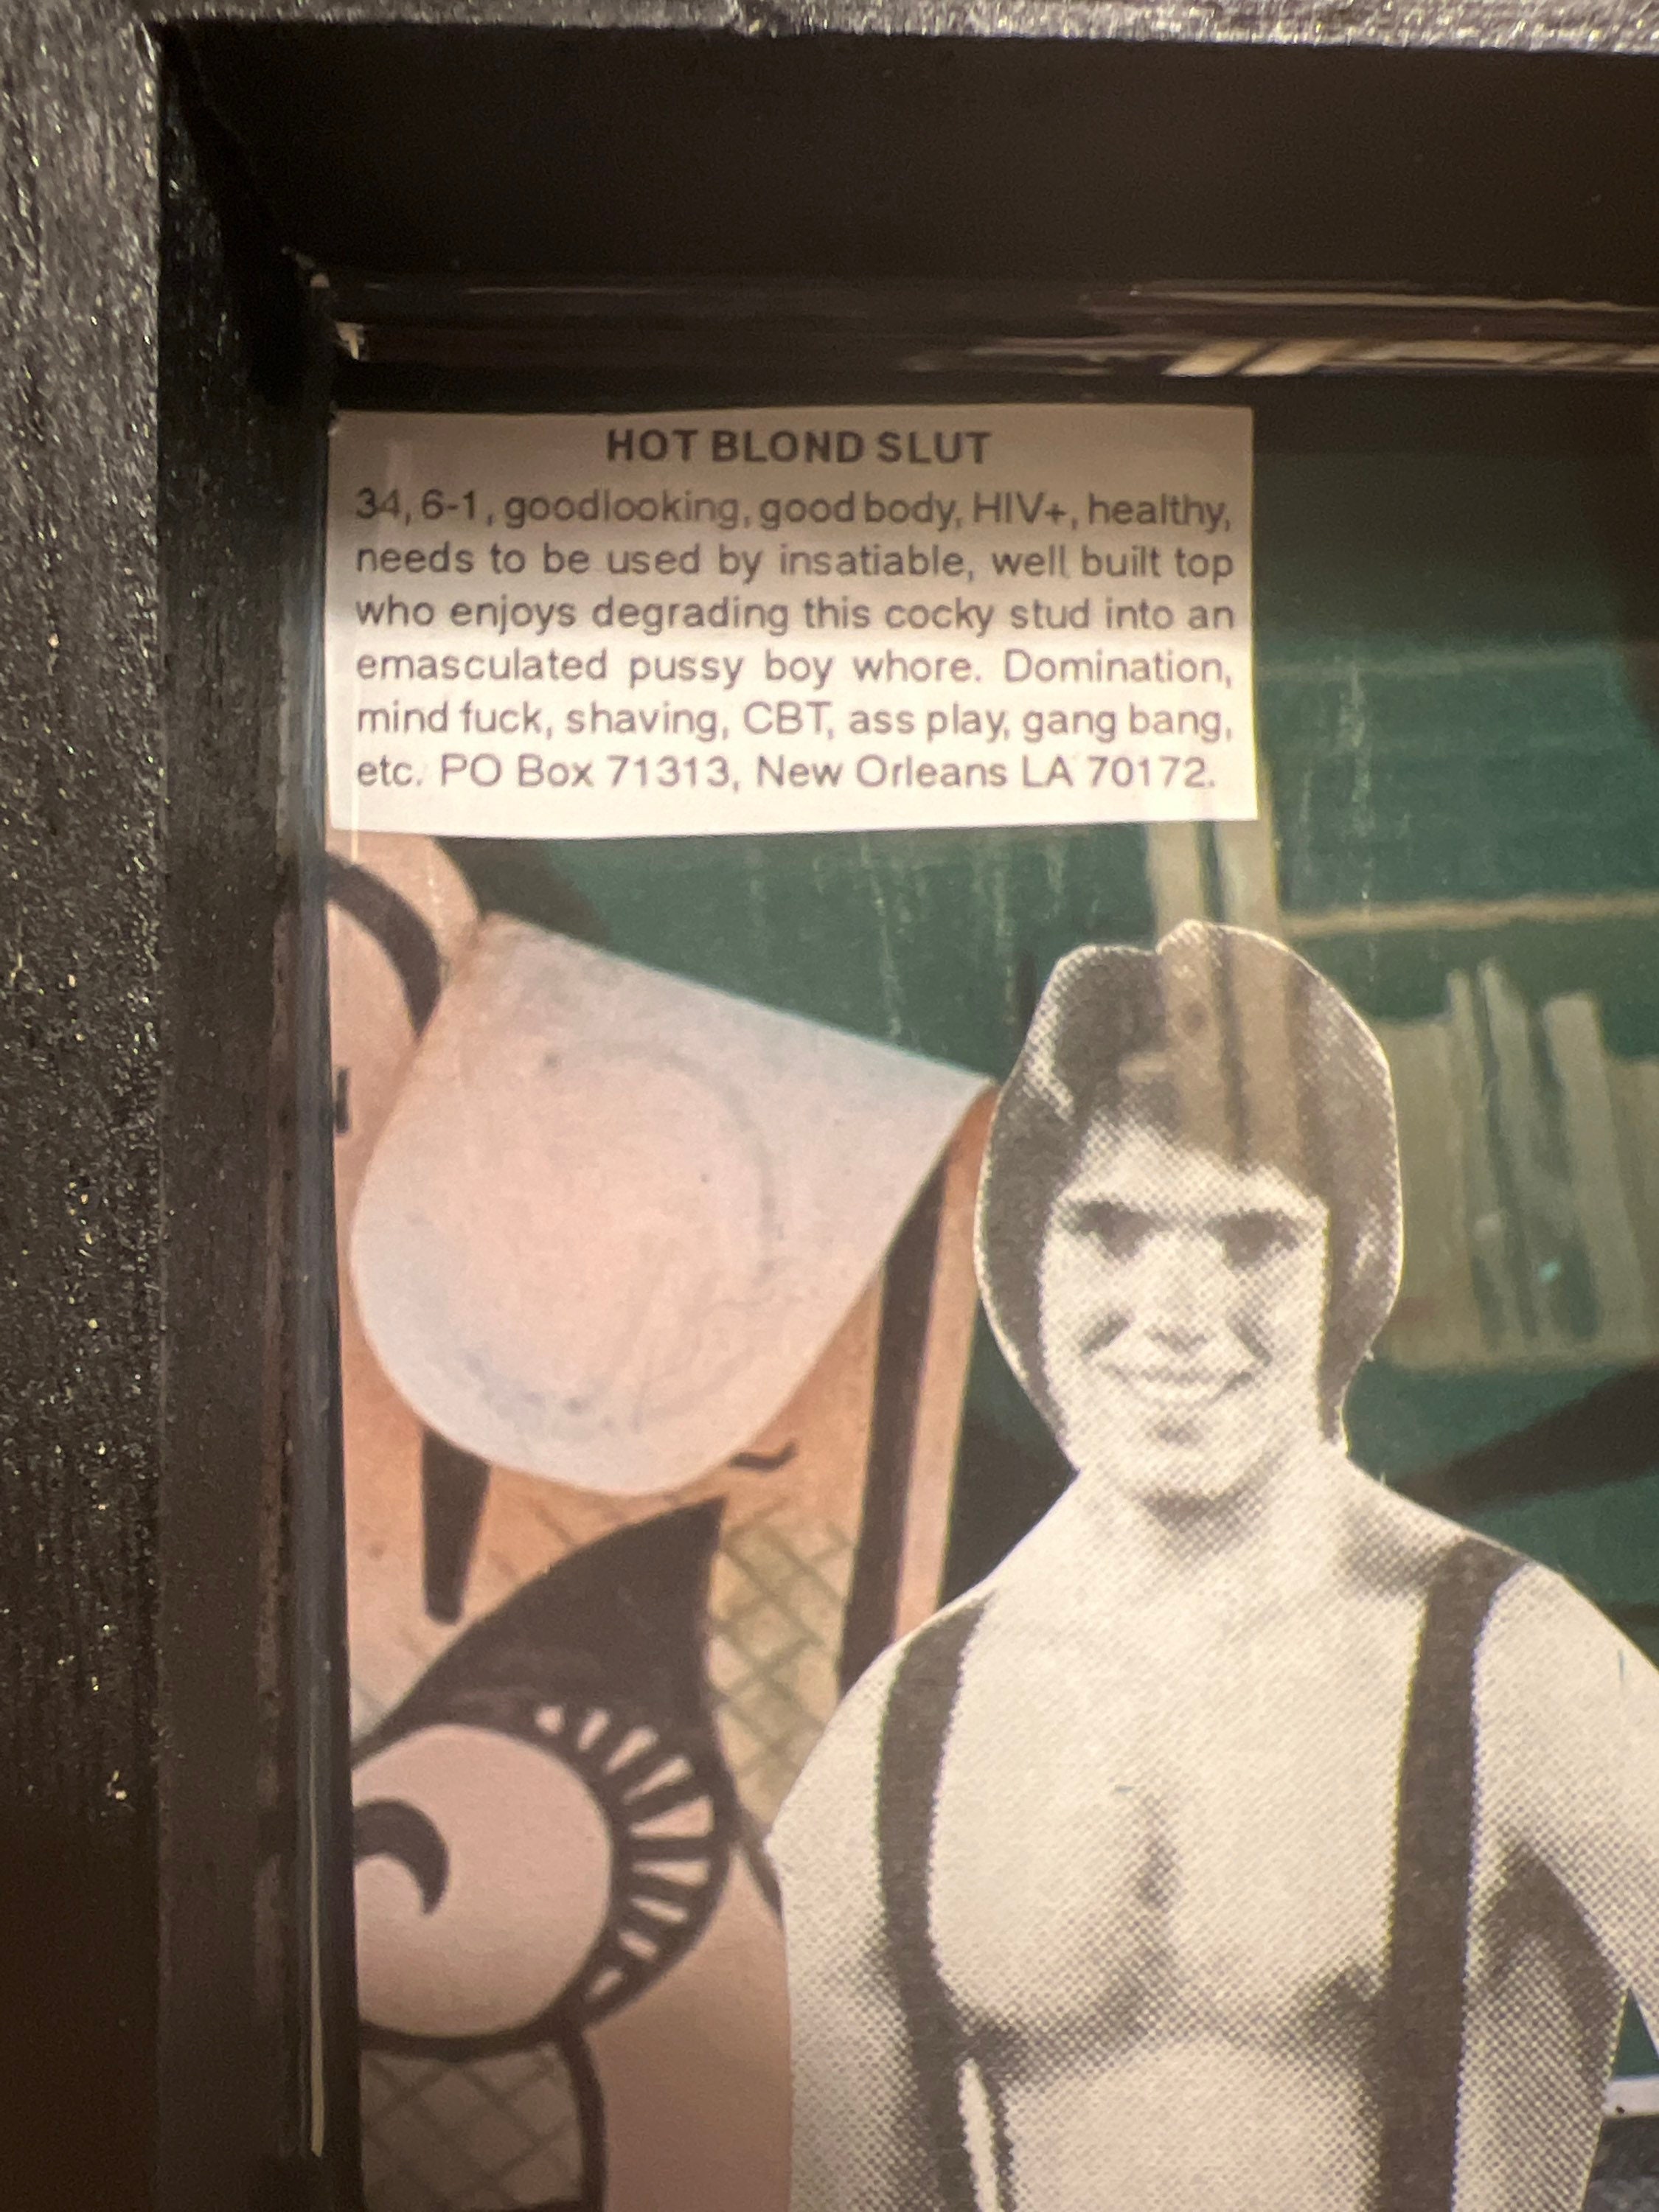 HOT BLOND SLUT
34, 6-1, goodlooking, good body, HIV+, healthy,
needs to be used by insatiable, well built top
who enjoys degrading this cocky stud into an
emasculated pussy boy whore. Domination,
mind fuck, shaving, CBT, ass play, gang bang,
etc. PO Box 71313, New Orleans LA 70172.